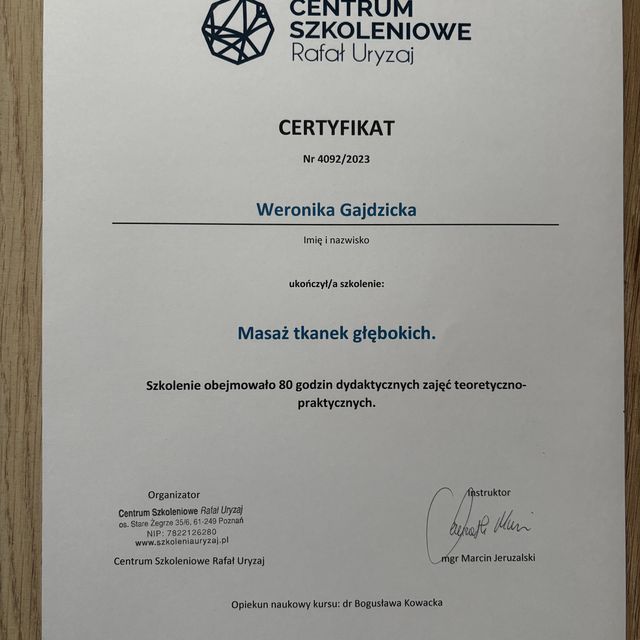 CENTRUM
SZKOLENIOWE
Rafał Uryzaj
CERTYFIKAT
Nr 4092/2023
Weronika Gajdzicka
Imię i nazwisko
ukończył/a szkolenie:
Masaż tkanek głębokich.
Szkolenie obejmowało 80 godzin dydaktycznych zajęć teoretyczno-
praktycznych.
Organizator
Centrum Szkoleniowe Rafał Uryzaj
os. Stare Żegrze 35/6, 61-249 Poznań
NIP: 7822126280
www.szkoleniauryzaj.pl
Centrum Szkoleniowe Rafał Uryzaj
Instruktor
mgr Marcin Jeruzalski
Opiekun naukowy kursu: dr Bogusława Kowacka